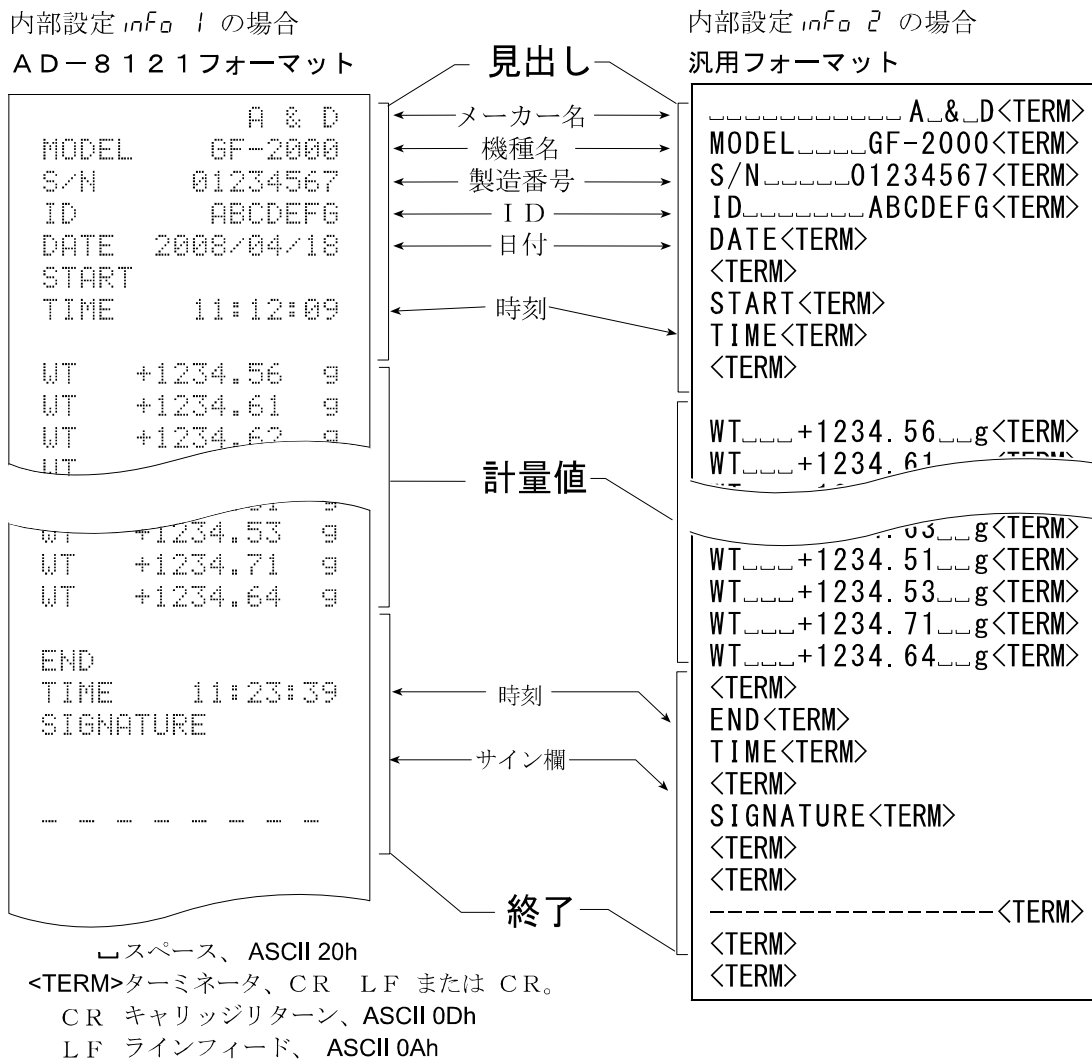 内部設定 inFo 1 の場合
AD-8121フォーマット
A & D
MODEL GF-2000
S/N 01234567
ID ABCDEFG
DATE 2008/04/18
START
TIME 11:12:09
WT +1234.56 g
WT +1234.61 g
WT +1234.62 g
WT
+1234.53 g
WT +1234.71 g
WT +1234.64 g
END
TIME 11:23:39
SIGNATURE
_ _ _ _ _ _ _ _
見出し
メーカー名
機種名
製造番号
ID
日付
時刻
計量値
時刻
サイン欄
終了
内部設定 inFo 2 の場合
汎用フォーマット
␣␣␣␣␣␣␣␣␣␣␣A␣&␣D<TERM>
MODEL␣␣␣␣GF-2000<TERM>
S/N␣␣␣␣␣01234567<TERM>
ID␣␣␣␣␣␣␣ABCDEFG<TERM>
DATE<TERM>
<TERM>
START<TERM>
TIME<TERM>
<TERM>
WT␣␣␣+1234.56␣␣g<TERM>
WT␣␣␣+1234.61 <TERM>
␣␣g<TERM>
WT␣␣␣+1234.51␣␣g<TERM>
WT␣␣␣+1234.53␣␣g<TERM>
WT␣␣␣+1234.71␣␣g<TERM>
WT␣␣␣+1234.64␣␣g<TERM>
<TERM>
END<TERM>
TIME<TERM>
<TERM>
SIGNATURE<TERM>
<TERM>
<TERM>
----------------<TERM>
<TERM>
<TERM>
␣スペース、 ASCII 20h
<TERM>ターミネータ、CR LF または CR。
CR キャリッジリターン、ASCII 0Dh
LF ラインフィード、 ASCII 0Ah